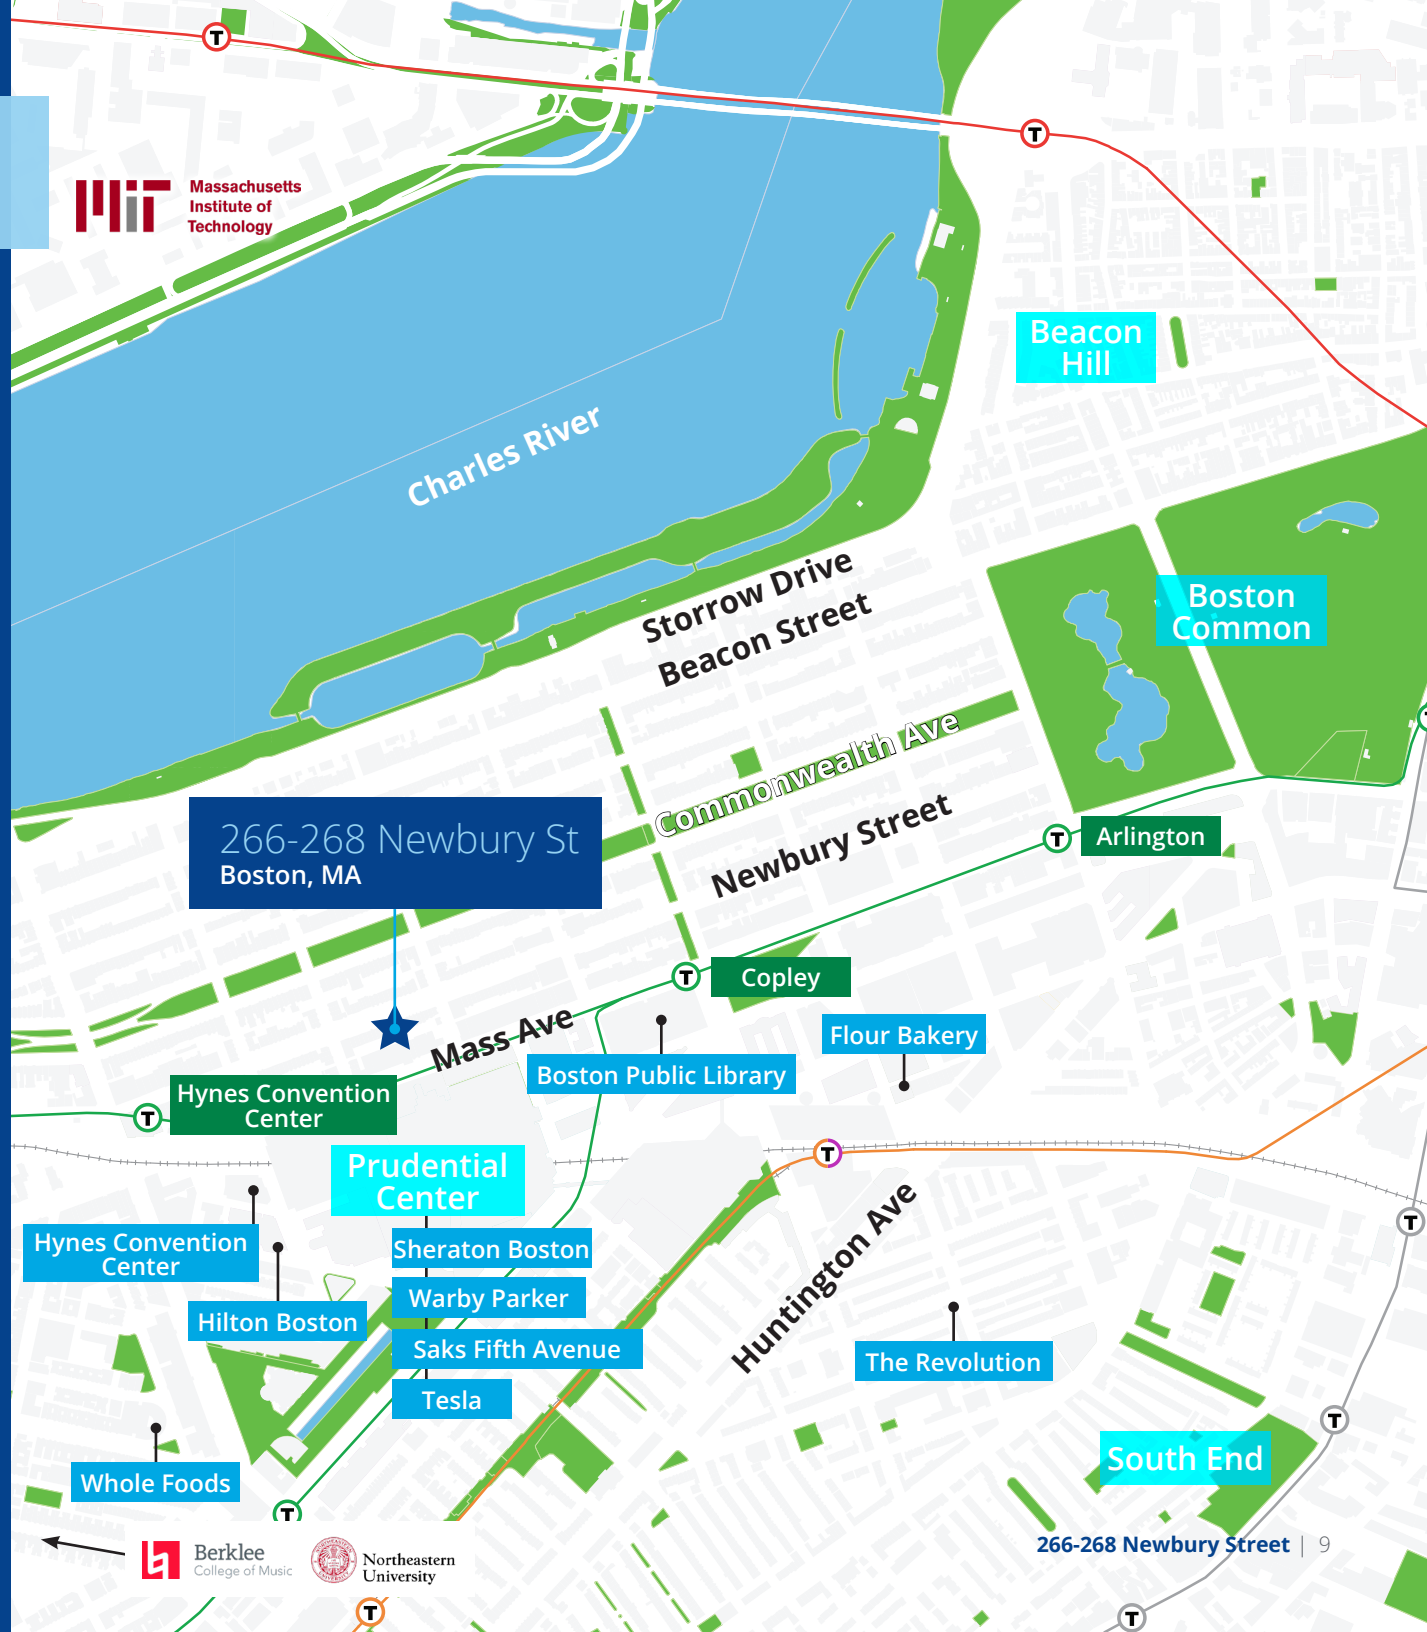 T
T
Massachusetts
Institute of
Technology
Beacon
Hill
Charles River
Storrow Drive
Beacon Street
Boston
Common
Commonwealth Ave
Newbury Street
266-268 Newbury St
Boston, MA
T
Arlington
T
Copley
Mass Ave
Flour Bakery
Boston Public Library
Hynes Convention
Center
T
T
Prudential
Center
Huntington Ave
T
Hynes Convention
Center
Sheraton Boston
Warby Parker
Hilton Boston
Saks Fifth Avenue
The Revolution
Tesla
T
South End
Whole Foods
T
266-268 Newbury Street | 9
Berklee
College of Music
Northeastern
University
T
T